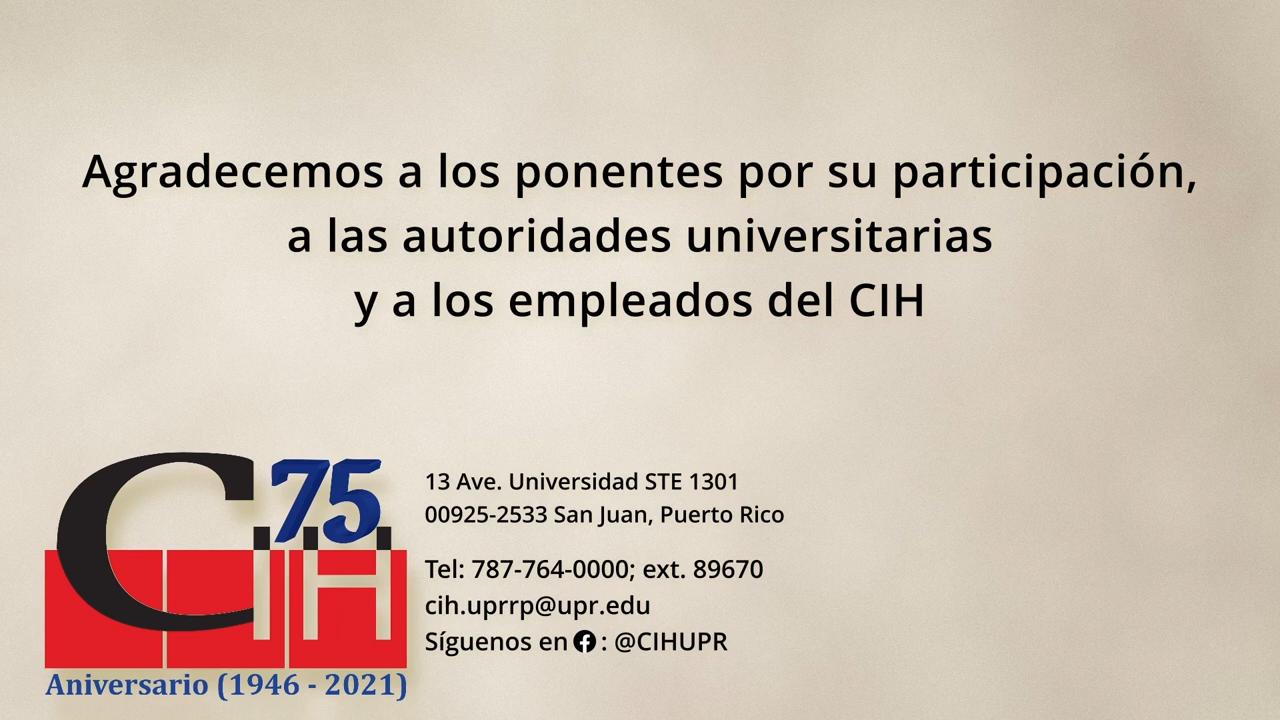 Agradecemos a los ponentes por su participación,
a las autoridades universitarias
y a los empleados del CIH
CIH
75
Aniversario (1946 - 2021)
13 Ave. Universidad STE 1301
00925-2533 San Juan, Puerto Rico
Tel: 787-764-0000; ext. 89670
cih.uprrp@upr.edu
Síguenos en : @CIHUPR